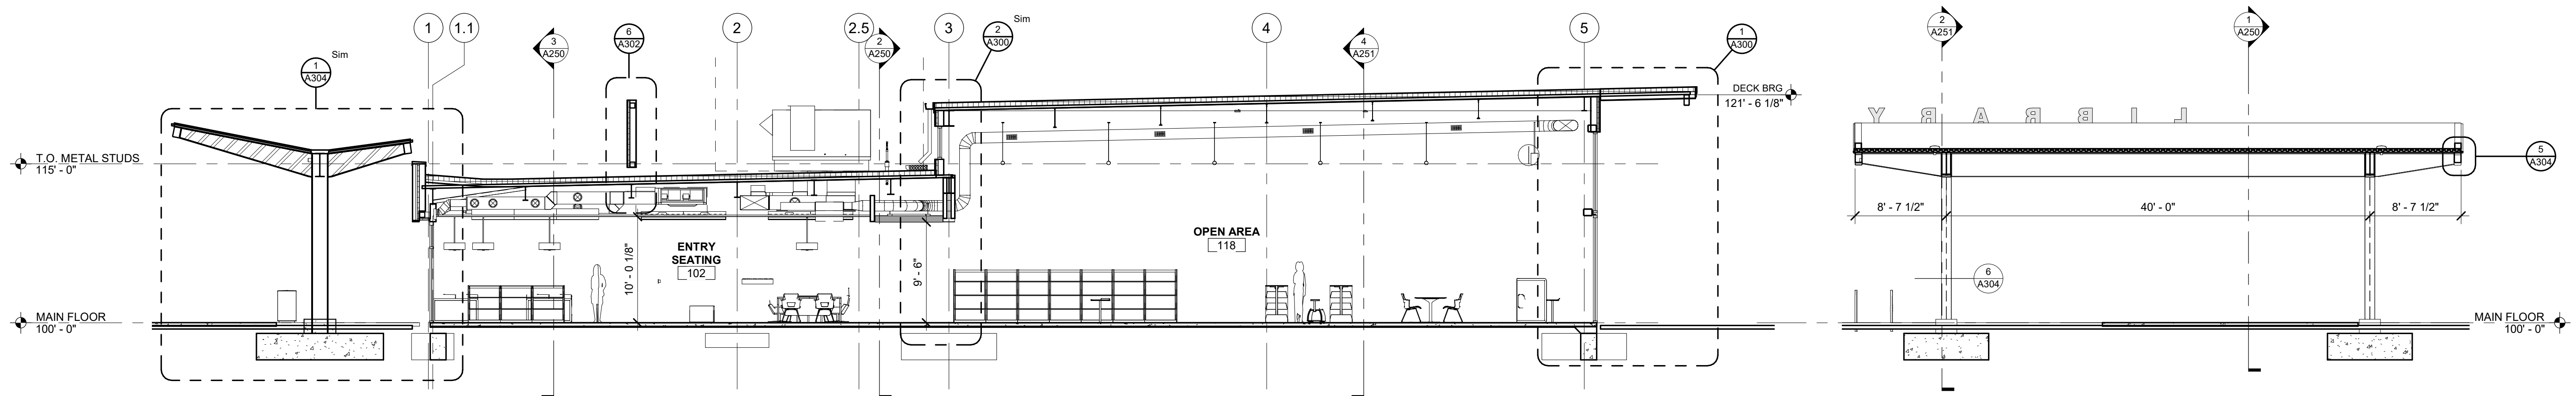 1
1.1
3
A250
6
A302
2
2.5
2
A250
3
2
A300
Sim
4
4
A251
5
1
A300
2
A251
1
A250
1
A304
Sim
DECK BRG
121' - 6 1/8"
LIBRARY
T.O. METAL STUDS
115' - 0"
5
A304
8' - 7 1/2"
40' - 0"
8' - 7 1/2"
ENTRY
SEATING
102
10' - 0 1/8"
9' - 6"
OPEN AREA
118
6
A304
MAIN FLOOR
100' - 0"
MAIN FLOOR
100' - 0"